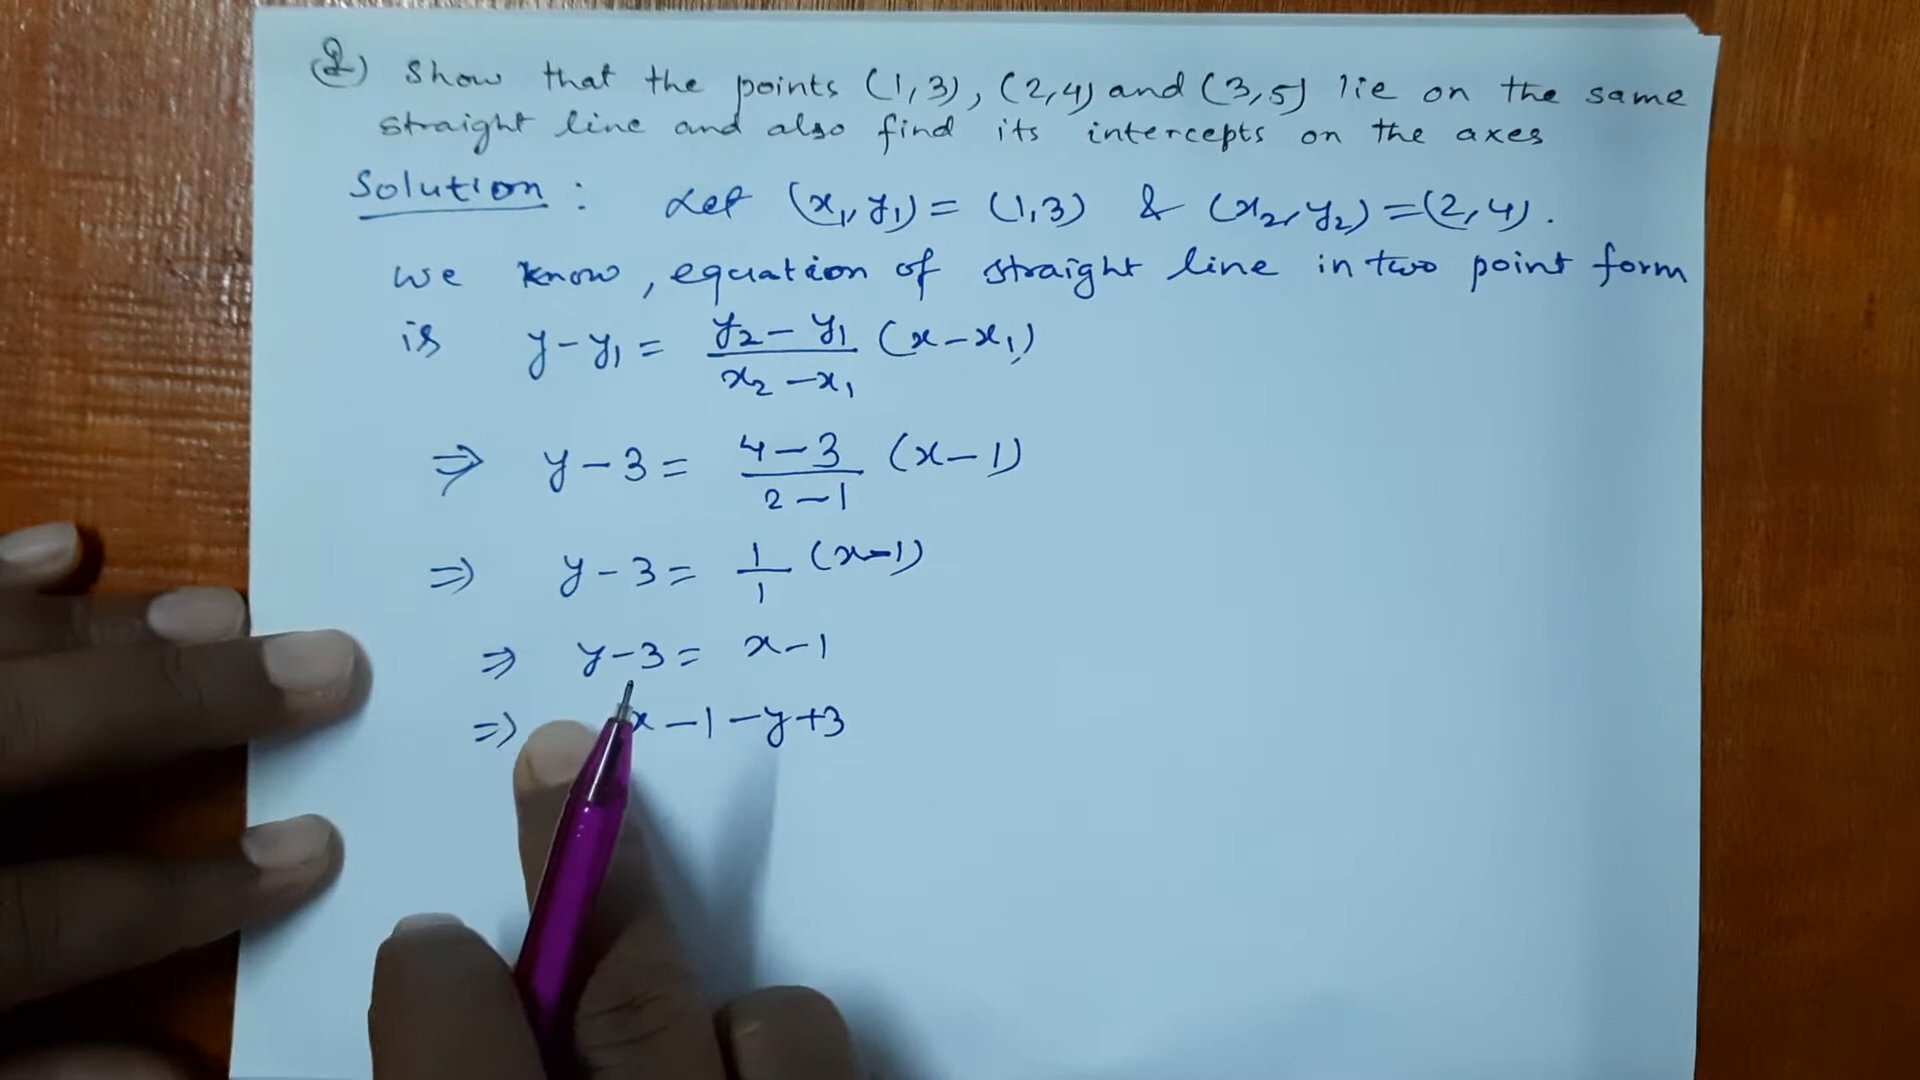 Q) Show that the points (1,3), (2,4) and (3,5) lie on the same
straight line and also find its intercepts on the axes
Solution : Let (x₁, y₁) = (1,3) & (x₂, y₂) = (2,4).
we know, equation of straight line in two point form
is y - y₁ = (y₂ - y₁)/(x₂ - x₁) (x - x₁)
⇒ y - 3 = (4 - 3)/(2 - 1) (x - 1)
⇒ y - 3 = 1/1 (x - 1)
⇒ y - 3 = x - 1
⇒ x - 1 - y + 3